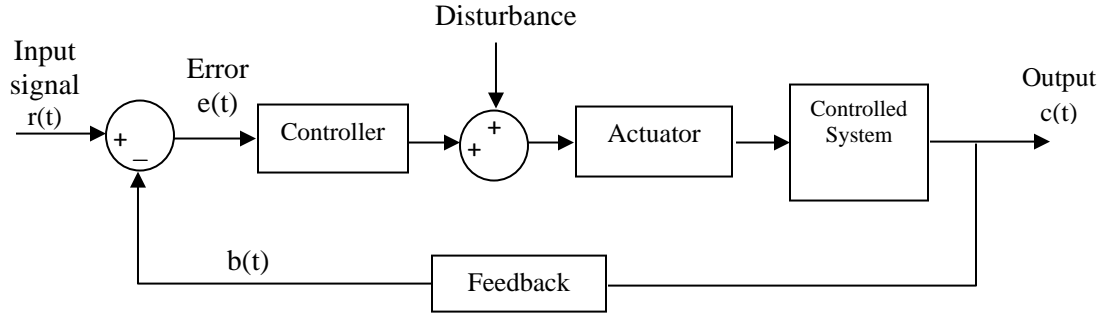 Disturbance
Input
signal
r(t)
Error
e(t)
+
_
Controller
+
+
Actuator
Controlled
System
Output
c(t)
b(t)
Feedback